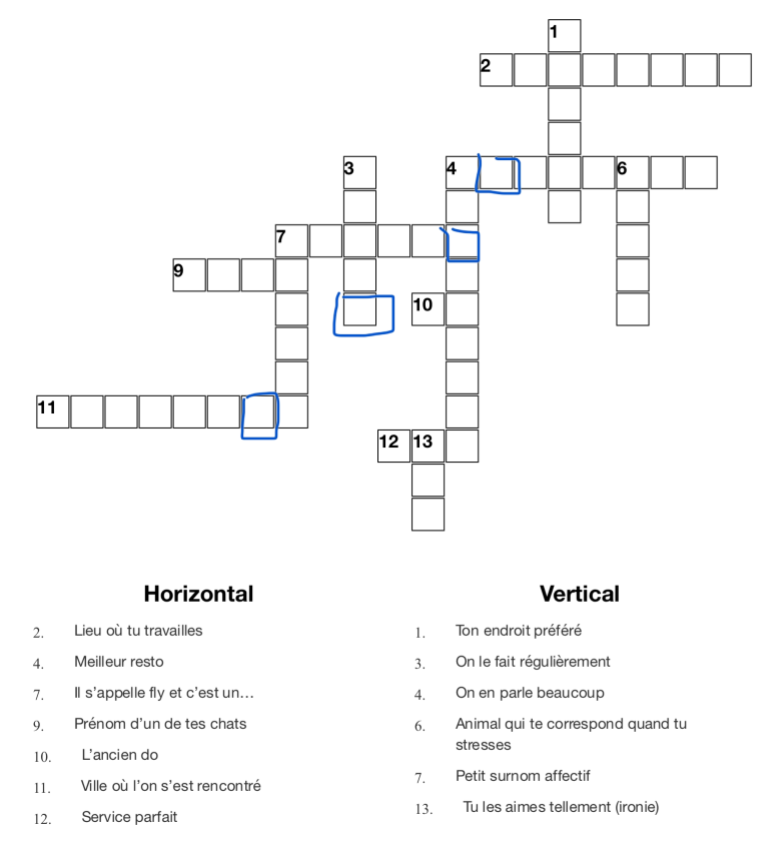 1
2
3
4
6
7
9
10
11
12 13
Horizontal
2. Lieu où tu travailles
4. Meilleur resto
7. Il s’appelle fly et c’est un…
9. Prénom d’un de tes chats
10. L’ancien do
11. Ville où l’on s’est rencontré
12. Service parfait
Vertical
1. Ton endroit préféré
3. On le fait régulièrement
4. On en parle beaucoup
6. Animal qui te correspond quand tu
stresses
7. Petit surnom affectif
13. Tu les aimes tellement (ironie)